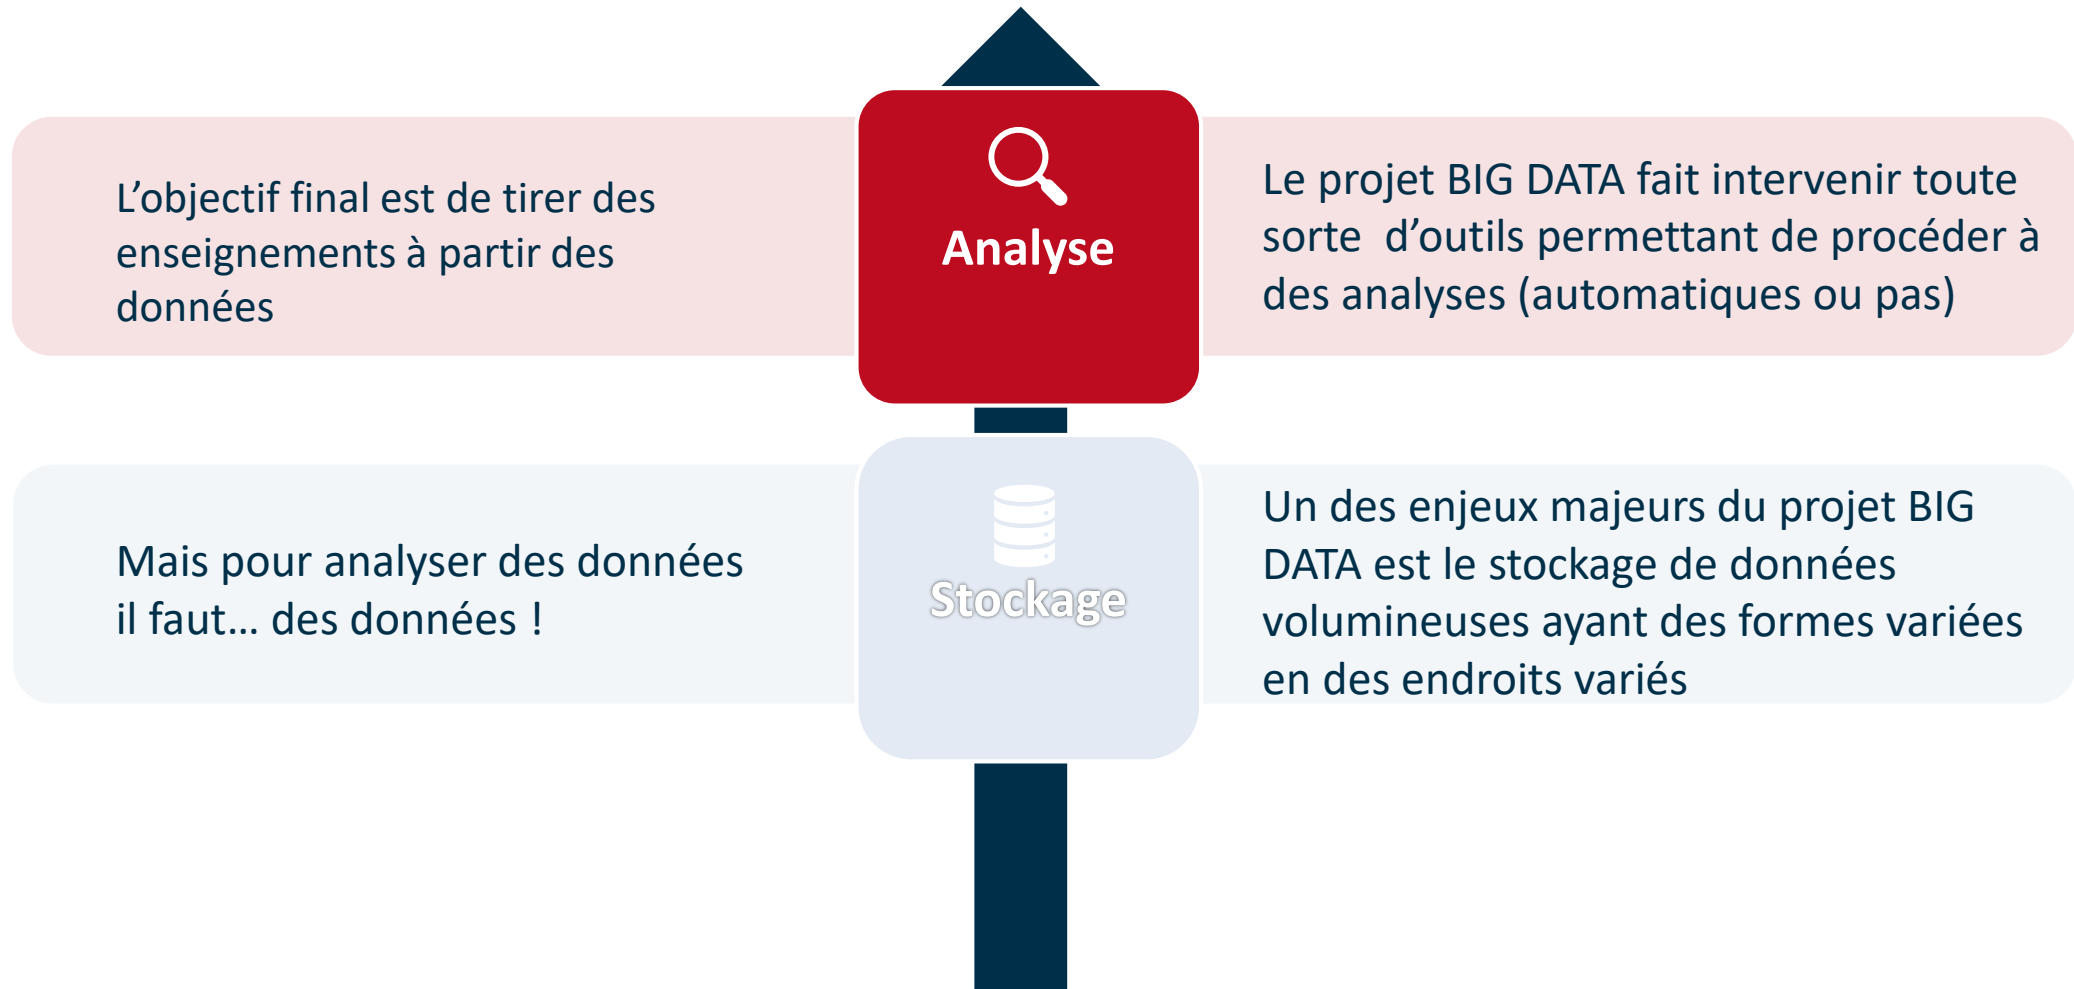 L’objectif final est de tirer des
enseignements à partir des
données
Analyse
Le projet BIG DATA fait intervenir toute
sorte  d’outils permettant de procéder à
des analyses (automatiques ou pas)
Mais pour analyser des données
il faut… des données !
Stockage
Un des enjeux majeurs du projet BIG
DATA est le stockage de données
volumineuses ayant des formes variées
en des endroits variés